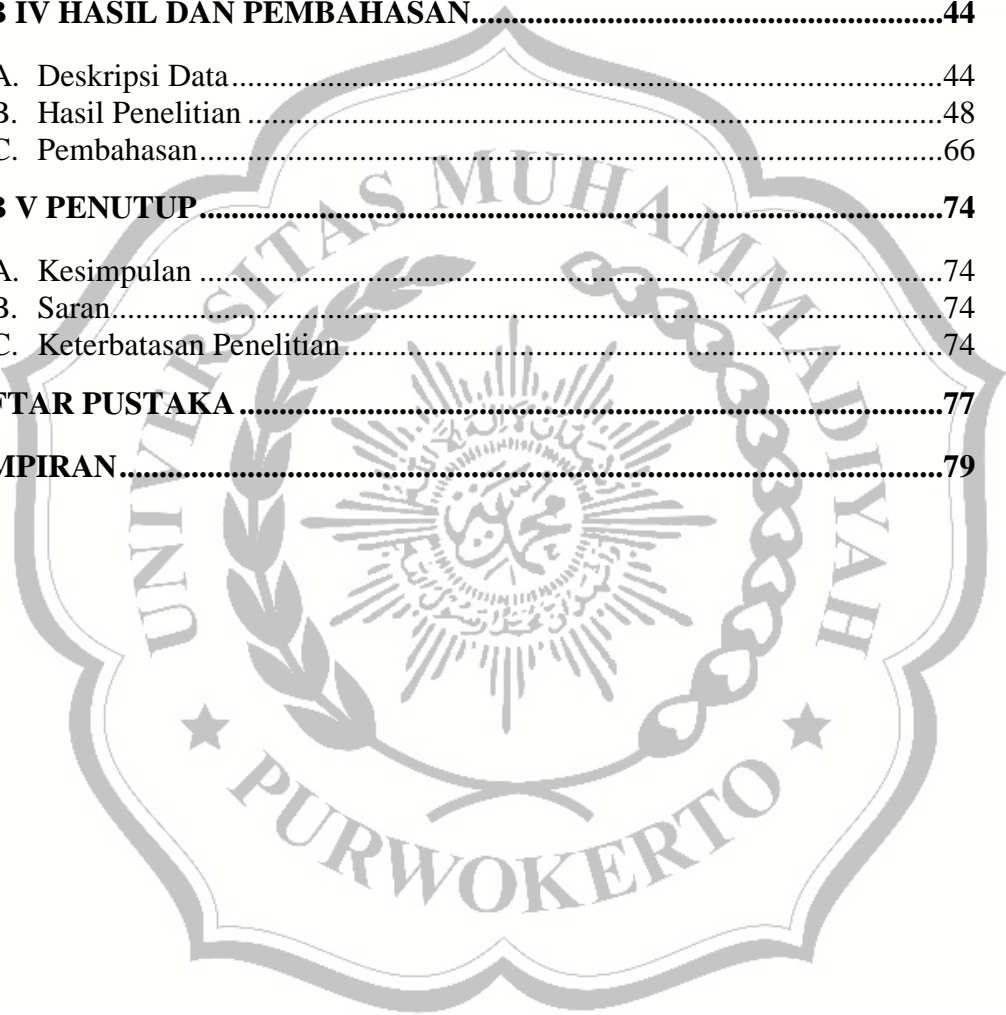 B IV HASIL DAN PEMBAHASAN........................................................44
A. Deskripsi Data.........................................................................................44
B. Hasil Penelitian.......................................................................................48
C. Pembahasan.............................................................................................66
B V PENUTUP.............................................................................................74
A. Kesimpulan.............................................................................................74
B. Saran........................................................................................................74
C. Keterbatasan Penelitian...........................................................................74
FTAR PUSTAKA........................................................................................77
MPIRAN......................................................................................................79
UNIVERSITAS MUHAMMADIYAH
PURWOKERTO